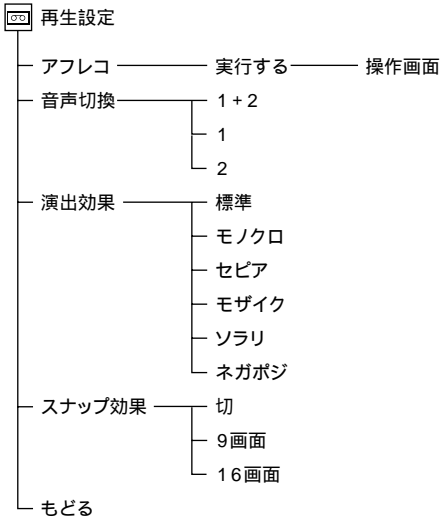 再生設定
アフレコ 実行する 操作画面
音声切換 1+2
1
2
演出効果 標準
モノクロ
セピア
モザイク
ソラリ
ネガポジ
スナップ効果 切
9画面
16画面
もどる